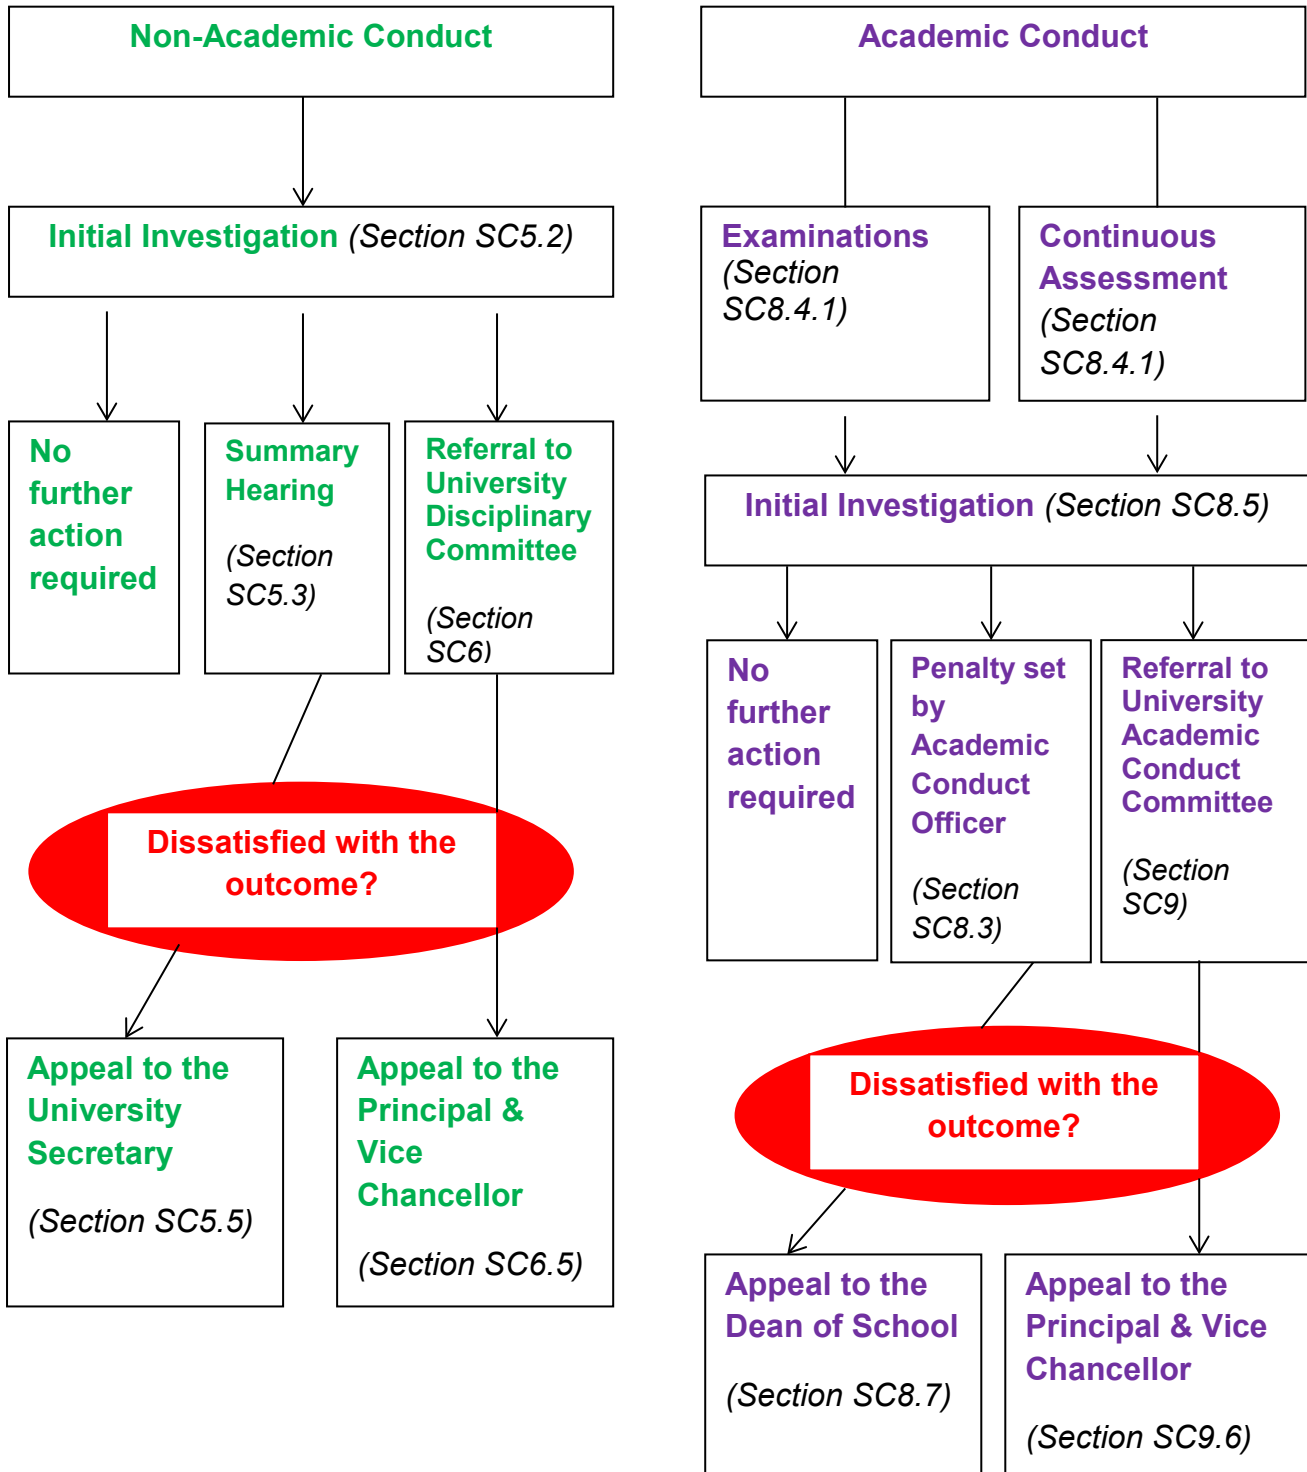 Non-Academic Conduct
Initial Investigation (Section SC5.2)
No
further
action
required
Summary
Hearing
(Section
SC5.3)
Referral to
University
Disciplinary
Committee
(Section
SC6)
Dissatisfied with the
outcome?
Appeal to the
University
Secretary
(Section SC5.5)
Appeal to the
Principal &
Vice
Chancellor
(Section SC6.5)
Academic Conduct
Examinations
(Section
SC8.4.1)
Continuous
Assessment
(Section
SC8.4.1)
Initial Investigation (Section SC8.5)
No
further
action
required
Penalty set
by
Academic
Conduct
Officer
(Section
SC8.3)
Referral to
University
Academic
Conduct
Committee
(Section
SC9)
Dissatisfied with the
outcome?
Appeal to the
Dean of School
(Section SC8.7)
Appeal to the
Principal & Vice
Chancellor
(Section SC9.6)